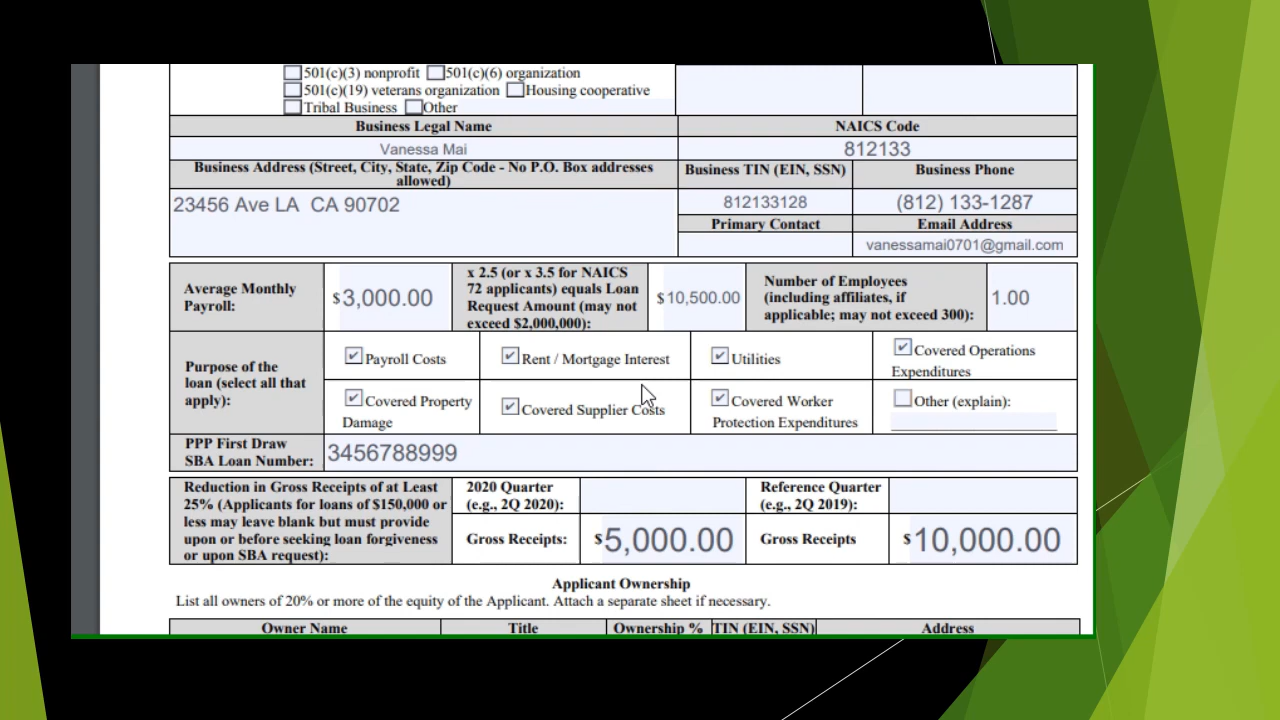 501(c)(3) nonprofit 501(c)(6) organization
501(c)(19) veterans organization Housing cooperative
Tribal Business Other
Business Legal Name NAICS Code
Vanessa Mai 812133
Business Address (Street, City, State, Zip Code - No P.O. Box addresses
allowed)
Business TIN (EIN, SSN) Business Phone
23456 Ave LA CA 90702 812133128 (812) 133-1287
Primary Contact Email Address
vanessamai0701@gmail.com
Average Monthly
Payroll:
$3,000.00
x 2.5 (or x 3.5 for NAICS
72 applicants) equals Loan
Request Amount (may not
exceed $2,000,000):
$10,500.00
Number of Employees
(including affiliates, if
applicable; may not exceed 300):
1.00
Purpose of the
loan (select all that
apply):
Payroll Costs
Rent / Mortgage Interest
Utilities
Covered Operations
Expenditures
Covered Property
Damage
Covered Supplier Costs
Covered Worker
Protection Expenditures
Other (explain):
PPP First Draw
SBA Loan Number:
3456788999
Reduction in Gross Receipts of at Least
25% (Applicants for loans of $150,000 or
less may leave blank but must provide
upon or before seeking loan forgiveness
or upon SBA request):
2020 Quarter
(e.g., 2Q 2020):
Reference Quarter
(e.g., 2Q 2019):
Gross Receipts: $5,000.00 Gross Receipts $10,000.00
Applicant Ownership
List all owners of 20% or more of the equity of the Applicant. Attach a separate sheet if necessary.
Owner Name Title Ownership % TIN (EIN, SSN) Address